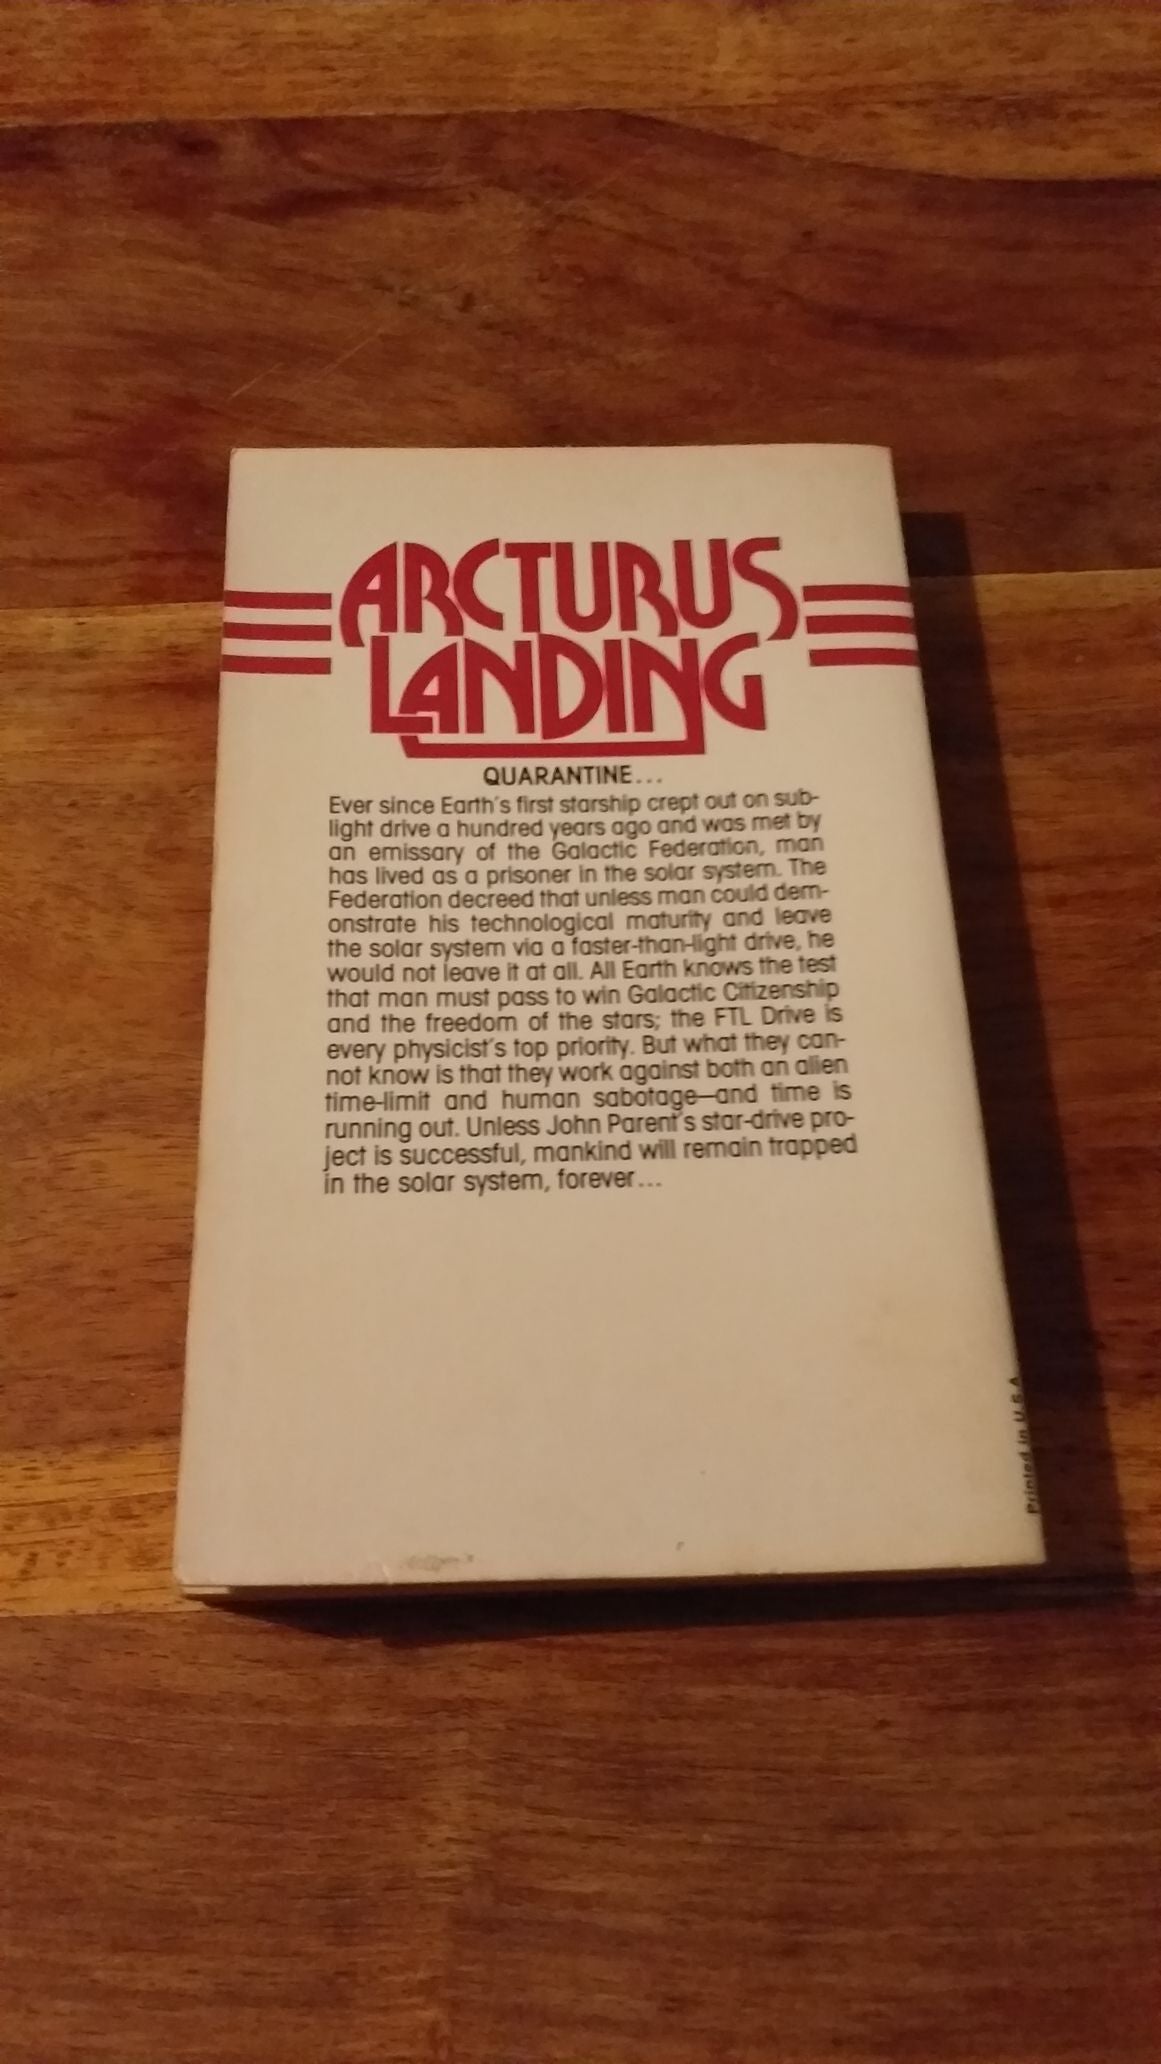 ARCTURUS
LANDING
QUARANTINE...
Ever since Earth's first starship crept out on sub-
light drive a hundred years ago and was met by
an emissary of the Galactic Federation, man
has lived as a prisoner in the solar system. The
Federation decreed that unless man could dem-
onstrate his technological maturity and leave
the solar system via a faster-than-light drive, he
would not leave it at all. All Earth knows the test
that man must pass to win Galactic Citizenship
and the freedom of the stars; the FTL Drive is
every physicist's top priority. But what they can-
not know is that they work against both an alien
time-limit and human sabotage—and time is
running out. Unless John Parent's star-drive pro-
ject is successful, mankind will remain trapped
in the solar system, forever...
Printed in U S A